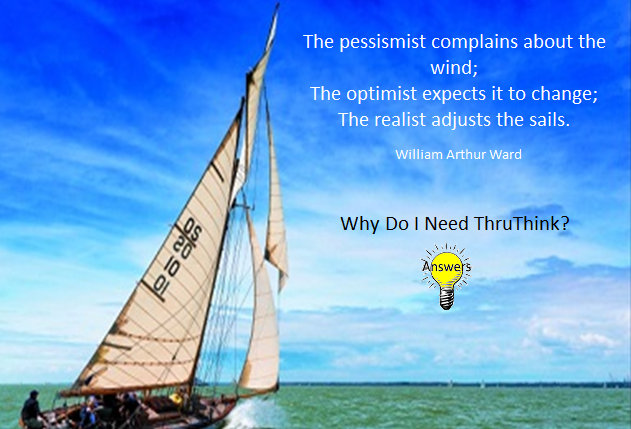 The pessismist complains about the
wind;
The optimist expects it to change;
The realist adjusts the sails.
William Arthur Ward
Why Do I Need ThruThink?
Answers